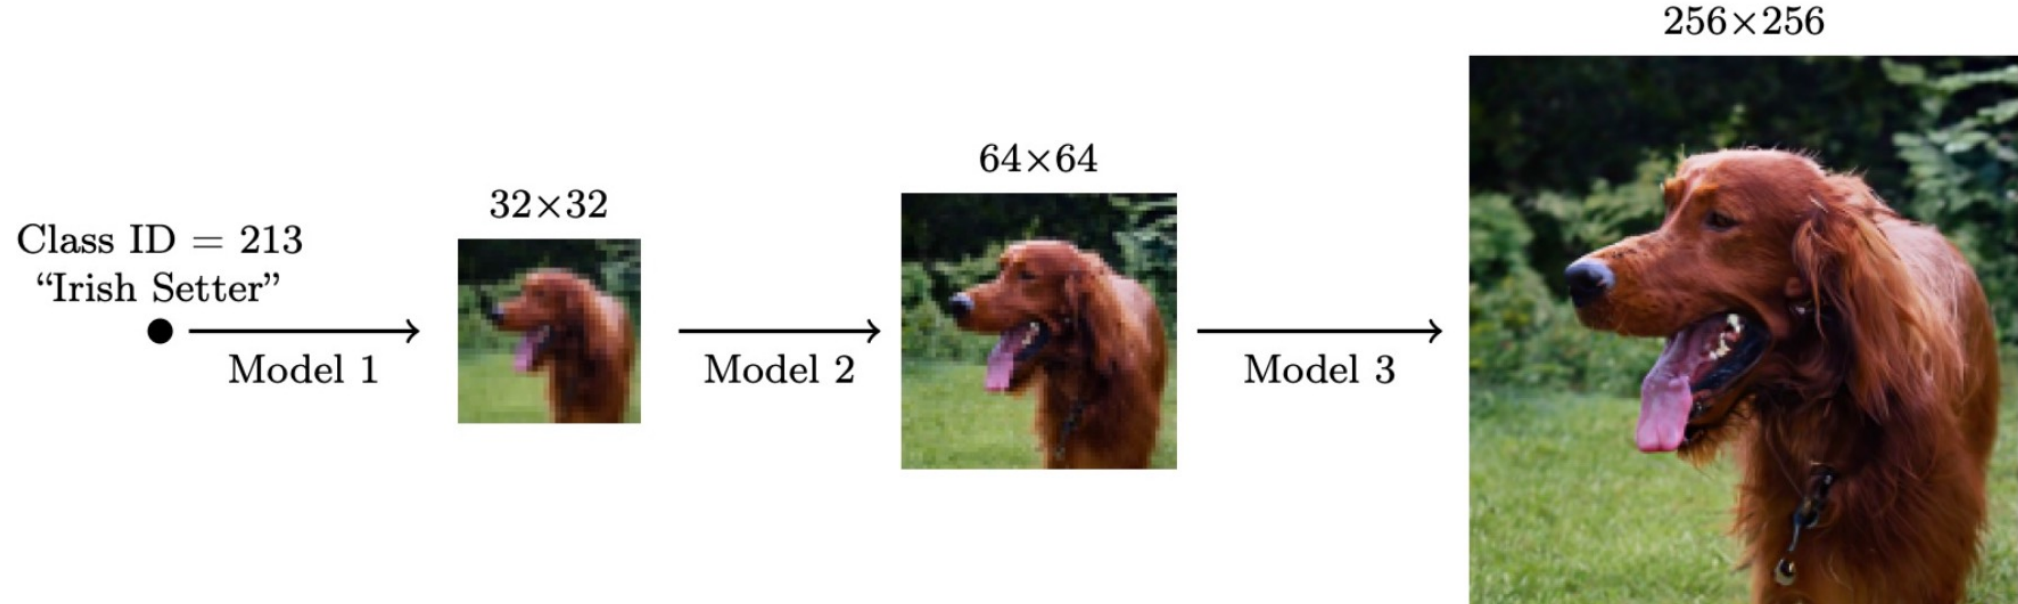 Class ID = 213
“Irish Setter”
Model 1
32×32
Model 2
64×64
Model 3
256×256